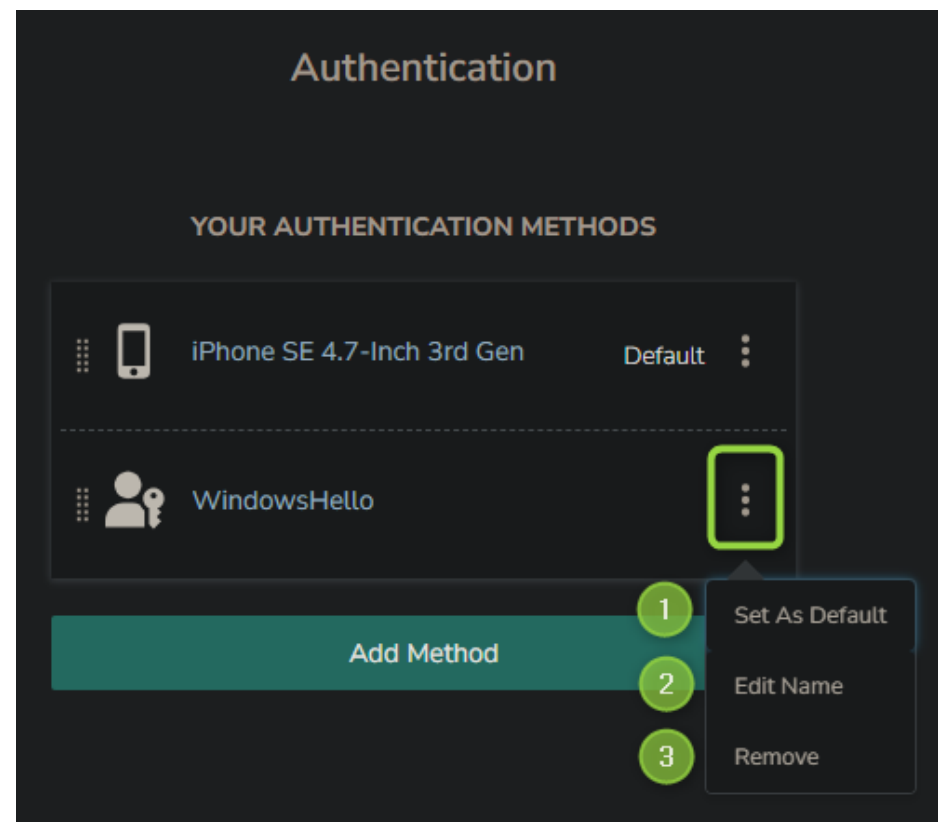 Authentication
YOUR AUTHENTICATION METHODS
iPhone SE 4.7-Inch 3rd Gen Default
WindowsHello
1 Set As Default
Add Method
2 Edit Name
3 Remove